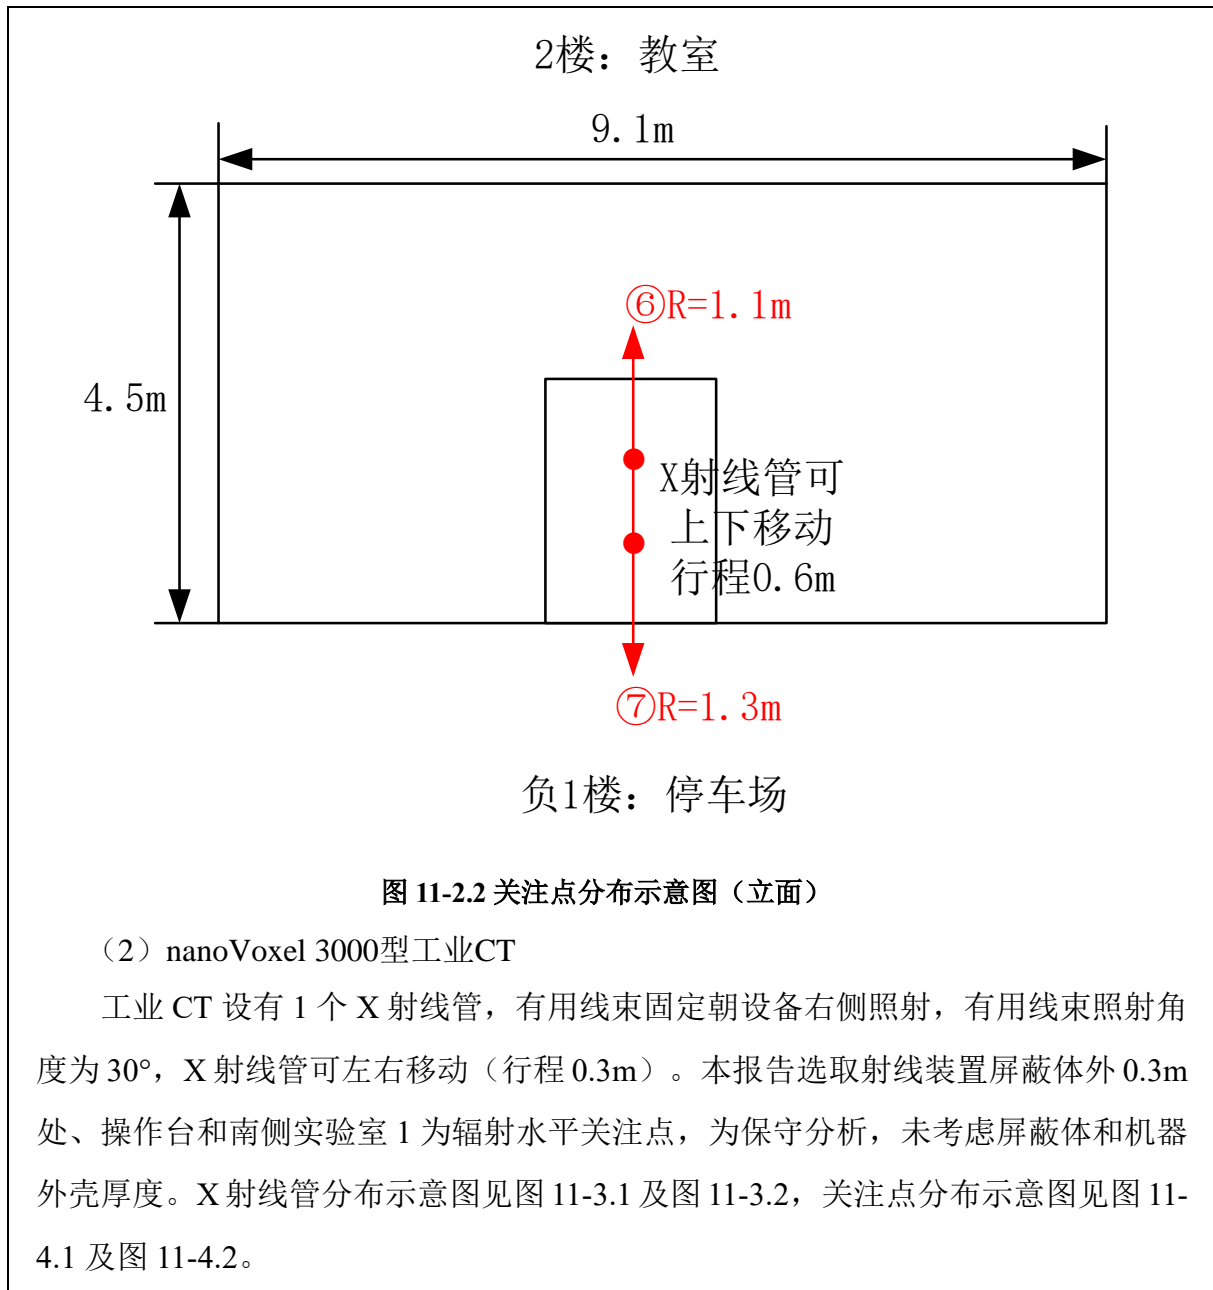 2楼：教室
9.1m
⑥R=1.1m
4.5m
X射线管可
上下移动
行程0.6m
⑦R=1.3m
负1楼：停车场
图 11-2.2 关注点分布示意图（立面）
（2）nanoVoxel 3000型工业CT
工业 CT 设有 1 个 X 射线管，有用线束固定朝设备右侧照射，有用线束照射角
度为 30°，X 射线管可左右移动（行程 0.3m）。本报告选取射线装置屏蔽体外 0.3m
处、操作台和南侧实验室 1 为辐射水平关注点，为保守分析，未考虑屏蔽体和机器
外壳厚度。X 射线管分布示意图见图 11-3.1 及图 11-3.2，关注点分布示意图见图 11-
4.1 及图 11-4.2。